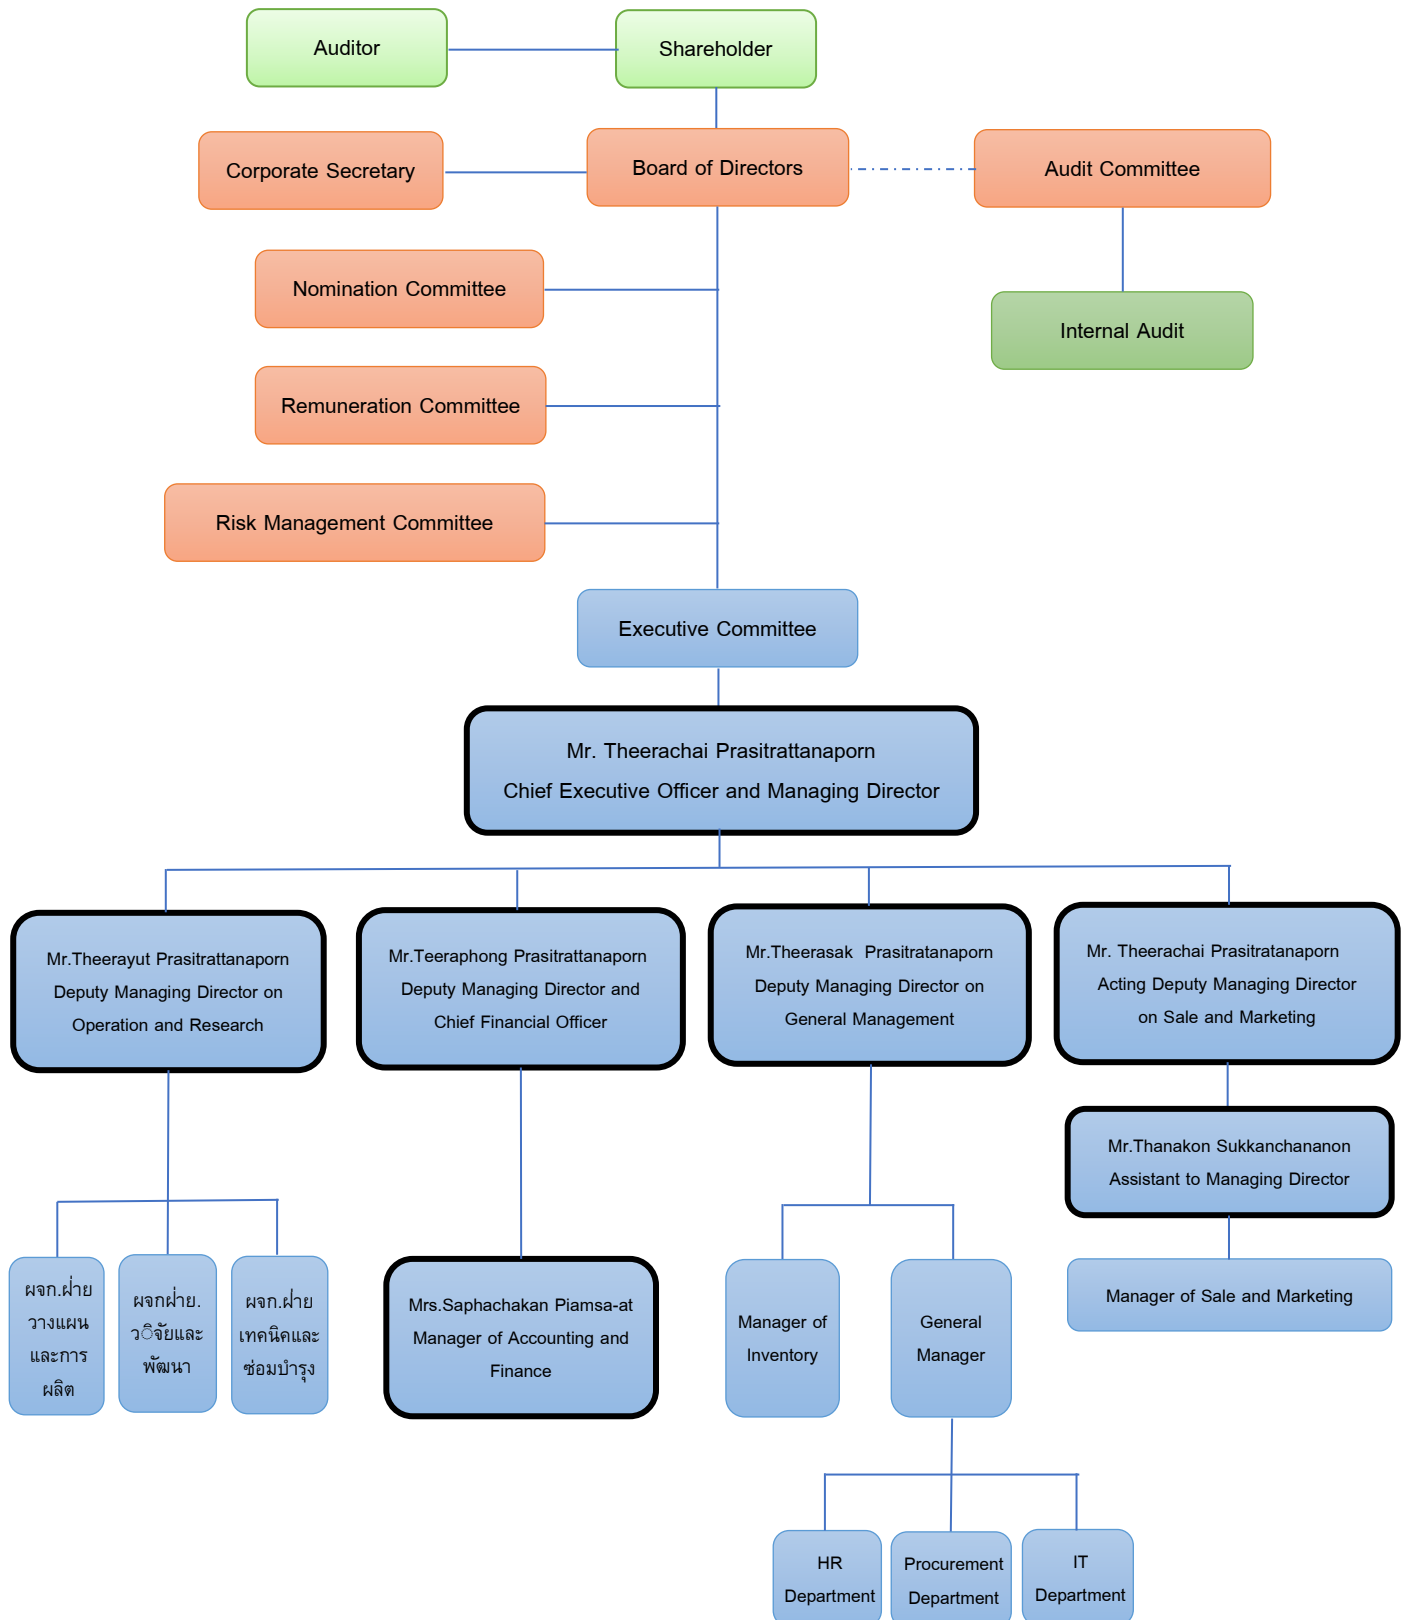 Auditor
Shareholder
Corporate Secretary
Board of Directors
Audit Committee
Nomination Committee
Internal Audit
Remuneration Committee
Risk Management Committee
Executive Committee
Mr. Theerachai Prasitrattanaporn
Chief Executive Officer and Managing Director
Mr.Theerayut Prasitrattanaporn
Deputy Managing Director on
Operation and Research
Mr.Teeraphong Prasitrattanaporn
Deputy Managing Director and
Chief Financial Officer
Mr.Theerasak Prasitratanaporn
Deputy Managing Director on
General Management
Mr. Theerachai Prasitratanaporn
Acting Deputy Managing Director
on Sale and Marketing
Mr.Thanakon Sukkanchananon
Assistant to Managing Director
ผจก.ฝ่าย
วางแผน
และการ
ผลิต
ผจกฝ่าย.
วิจัยและ
พัฒนา
ผจก.ฝ่าย
เทคนิคและ
ซ่อมบำรุง
Mrs.Saphachakan Piamsa-at
Manager of Accounting and
Finance
Manager of
Inventory
General
Manager
Manager of Sale and Marketing
HR
Department
Procurement
Department
IT
Department